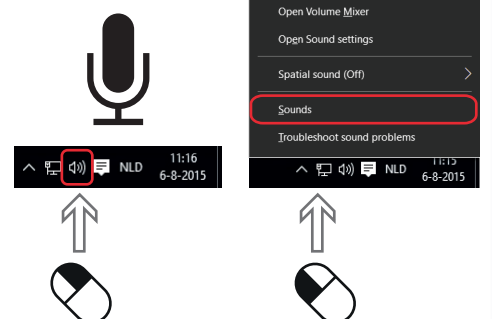 Open Volume Mixer
Open Sound settings
Spatial sound (Off)
Sounds
Troubleshoot sound problems
NLD
11:16
6-8-2015
NLD
11:15
6-8-2015